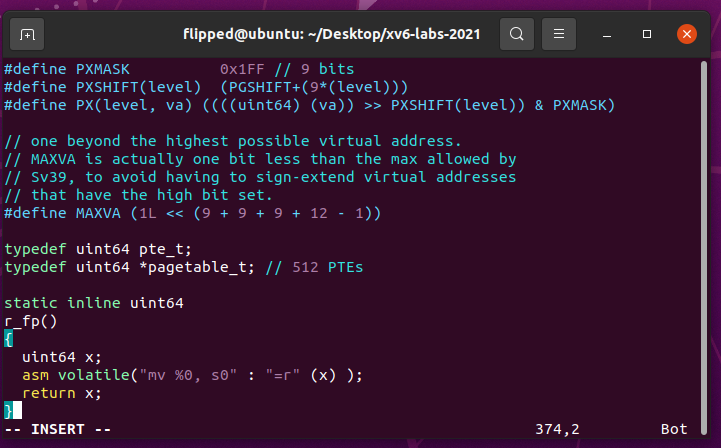 flipped@ubuntu: ~/Desktop/xv6-labs-2021
#define PXMASK          0x1FF // 9 bits
#define PXSHIFT(level)  (PGSHIFT+(9*(level)))
#define PX(level, va) ((((uint64) (va)) >> PXSHIFT(level)) & PXMASK)

// one beyond the highest possible virtual address.
// MAXVA is actually one bit less than the max allowed by
// Sv39, to avoid having to sign-extend virtual addresses
// that have the high bit set.
#define MAXVA (1L << (9 + 9 + 9 + 12 - 1))

typedef uint64 pte_t;
typedef uint64 *pagetable_t; // 512 PTEs

static inline uint64
r_fp()
{
  uint64 x;
  asm volatile("mv %0, s0" : "=r" (x) );
  return x;
}
-- INSERT --                                               374,2         Bot